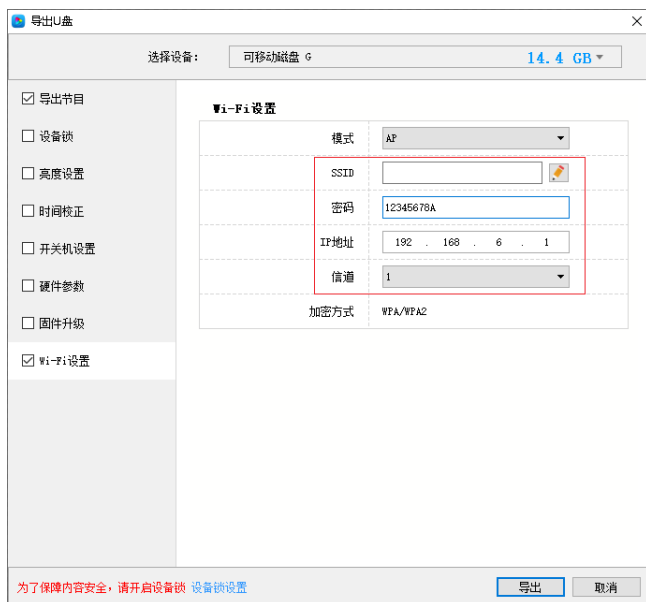 导出U盘
选择设备: 可移动磁盘 G 14.4 GB
导出节目
设备锁
亮度设置
时间校正
开关机设置
硬件参数
固件升级
Wi-Fi设置
Wi-Fi设置
模式 AP
SSID
密码 12345678A
IP地址 192 . 168 . 6 . 1
信道 1
加密方式 WPA/WPA2
为了保障内容安全，请开启设备锁 设备锁设置
导出 取消